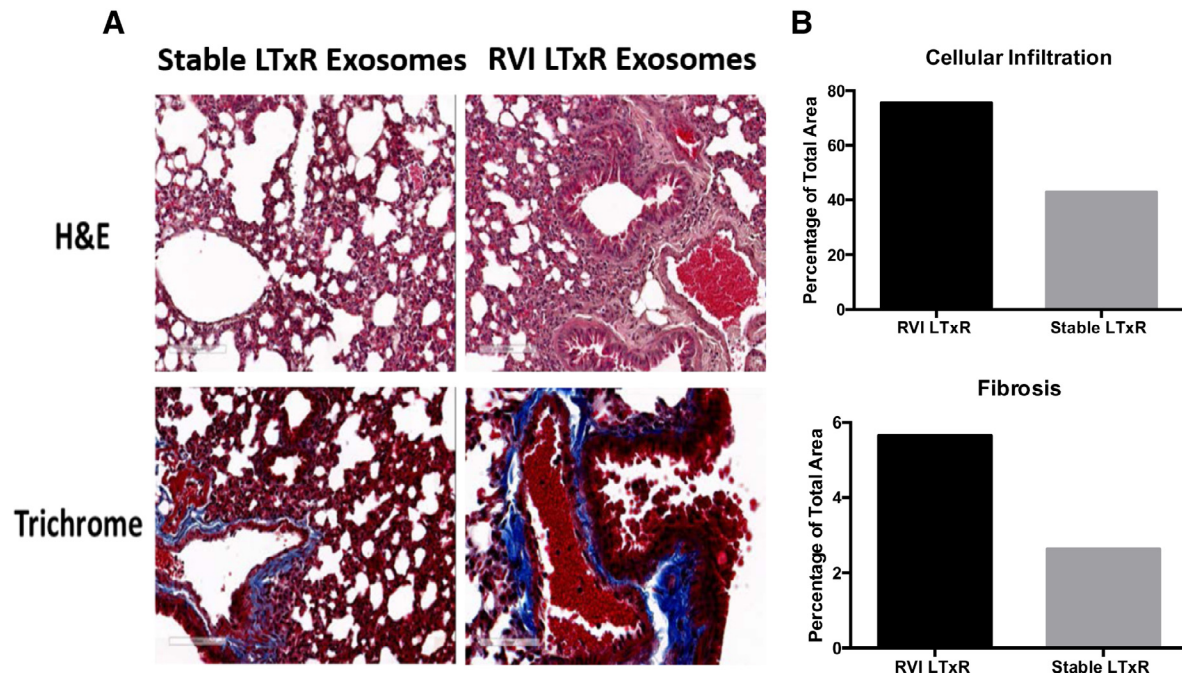 A
Stable LTxR Exosomes RVI LTxR Exosomes
H&E
Trichrome
B
Cellular Infiltration
Percentage of Total Area
80
60
40
20
0
RVI LTxR Stable LTxR
Fibrosis
Percentage of Total Area
6
4
2
0
RVI LTxR Stable LTxR